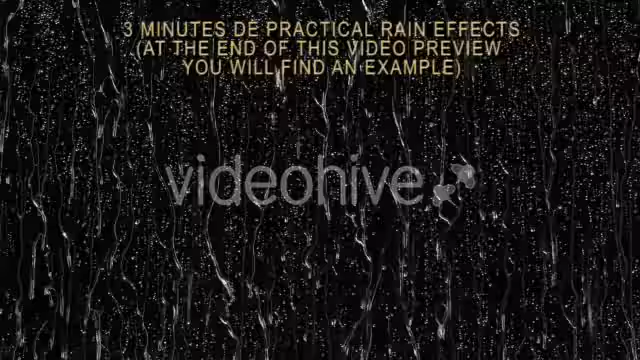 3 MINUTES DE PRACTICAL RAIN EFFECTS
(AT THE END OF THIS VIDEO PREVIEW
YOU WILL FIND AN EXAMPLE)
videohive